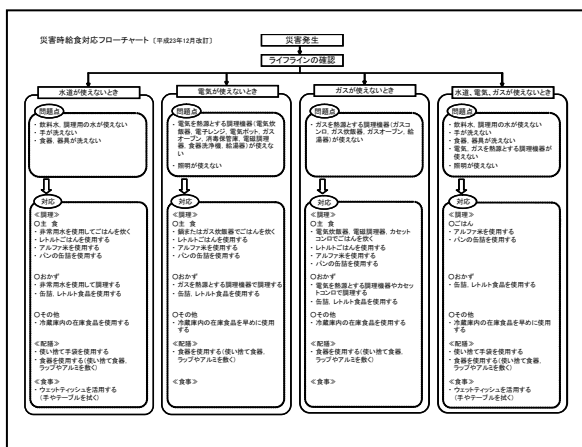 災害時給食対応フローチャート〔平成23年12月改訂〕
災害発生
ライフラインの確認
水道が使えないとき
問題点
・飲料水、調理用の水が使えない
・手が洗えない
・食器、器具が洗えない
対応
≪調理≫
○主食
・非常用水を使用してごはんを炊く
・レトルトごはんを使用する
・アルファ米を使用する
・パンの缶詰を使用する
○おかず
・非常用水を使用して調理する
・缶詰、レトルト食品を使用する
○その他
・冷蔵庫内の在庫食品を使用する
≪配膳≫
・使い捨て手袋を使用する
・食器を使用する(使い捨て食器、
ラップやアルミを敷く)
≪食事≫
・ウェットティッシュを活用する
(手やテーブルを拭く)
電気が使えないとき
問題点
・電気を熱源とする調理機器(電気炊
飯器、電子レンジ、電気ポット、ガス
オーブン、消毒保管庫、電磁調理
器、食器洗浄機、給湯器)が使えな
い
・照明が使えない
対応
≪調理≫
○主食
・鍋またはガス炊飯器でごはんを炊く
・レトルトごはんを使用する
・アルファ米を使用する
・パンの缶詰を使用する
○おかず
・ガスを熱源とする調理機器で調理する
・缶詰、レトルト食品を使用する
○その他
・冷蔵庫内の在庫食品を早めに使用
する
≪配膳≫
・食器を使用する(使い捨て食器、
ラップやアルミを敷く)
≪食事≫
ガスが使えないとき
問題点
・ガスを熱源とする調理機器(ガスコ
ンロ、ガス炊飯器、ガスオーブン、給
湯器)が使えない
対応
≪調理≫
○主食
・電気炊飯器、電磁調理器、カセット
コンロでごはんを炊く
・レトルトごはんを使用する
・アルファ米を使用する
・パンの缶詰を使用する
○おかず
・電気を熱源とする調理機器やカセッ
トコンロで調理する
・缶詰、レトルト食品を使用する
○その他
・冷蔵庫内の在庫食品を使用する
≪配膳≫
・食器を使用する(使い捨て食器、
ラップやアルミを敷く)
≪食事≫
水道、電気、ガスが使えないとき
問題点
・飲料水、調理用の水が使えない
・手が洗えない
・食器、器具が洗えない
・電気、ガスを熱源とする調理機器が
使えない
・照明が使えない
対応
≪調理≫
○ごはん
・アルファ米を使用する
・パンの缶詰を使用する
○おかず
・缶詰、レトルト食品を使用する
○その他
・冷蔵庫内の在庫食品を早めに使用
する
≪配膳≫
・使い捨て手袋を使用する
・食器を使用する(使い捨て食器、
ラップやアルミを敷く)
≪食事≫
・ウェットティッシュを活用する
(手やテーブルを拭く)